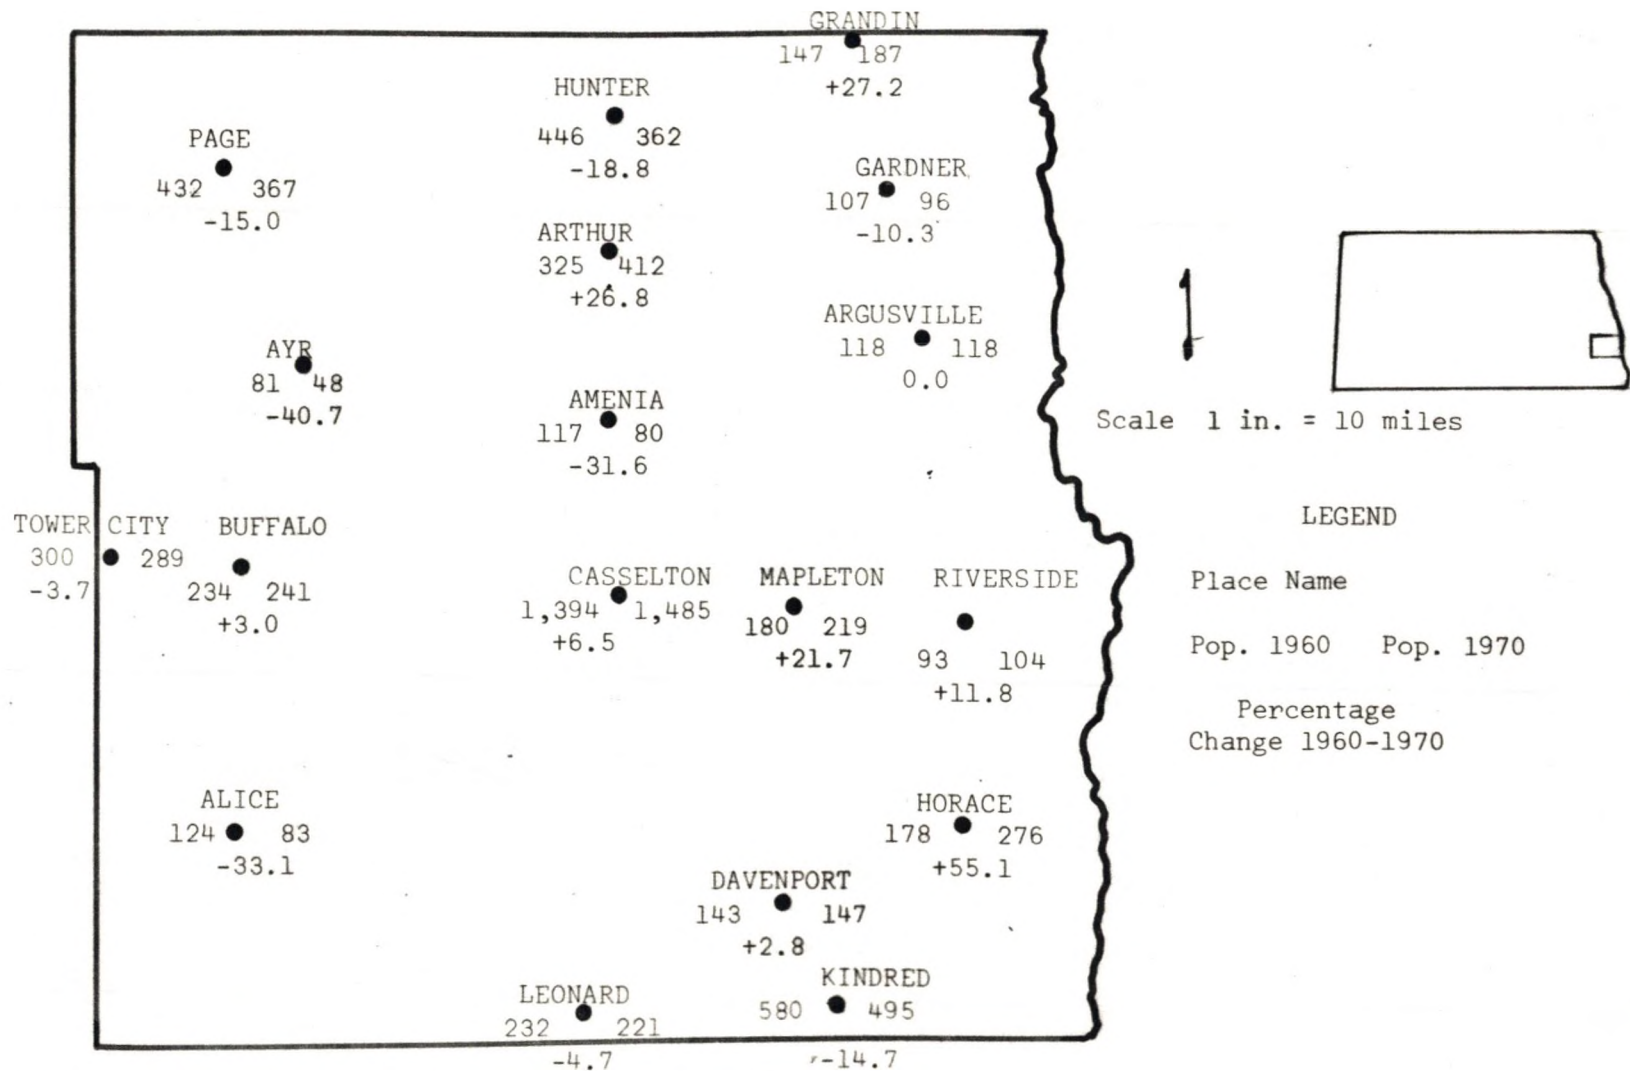 GRANDIN
147 187
+27.2
HUNTER
446 362
-18.8
PAGE
432 367
-15.0
GARDNER
107 96
-10.3
ARTHUR
325 412
+26.8
ARGUSVILLE
118 118
0.0
AYR
81 48
-40.7
AMENIA
117 80
-31.6
Scale 1 in. = 10 miles
TOWER CITY
300 289
-3.7
BUFFALO
234 241
+3.0
CASSELTON
1,394 1,485
+6.5
MAPLETON
180 219
+21.7
RIVERSIDE
93 104
+11.8
LEGEND
Place Name
Pop. 1960 Pop. 1970
Percentage
Change 1960-1970
ALICE
124 83
-33.1
HORACE
178 276
+55.1
DAVENPORT
143 147
+2.8
LEONARD
232 221
-4.7
KINDRED
580 495
-14.7